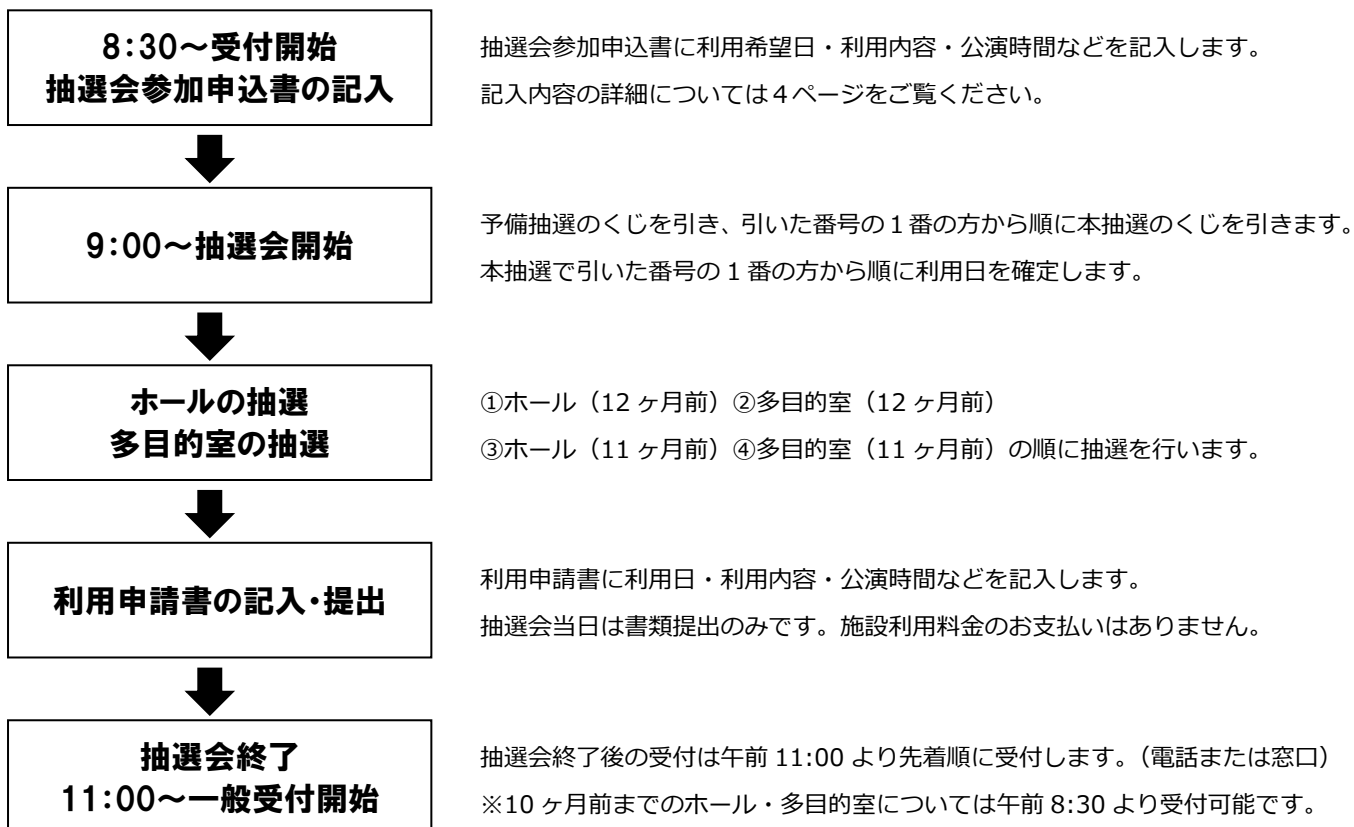 8:30～受付開始
抽選会参加申込書の記入
抽選会参加申込書に利用希望日・利用内容・公演時間などを記入します。
記入内容の詳細については４ページをご覧ください。
9:00～抽選会開始
予備抽選のくじを引き、引いた番号の１番の方から順に本抽選のくじを引きます。
本抽選で引いた番号の１番の方から順に利用日を確定します。
ホールの抽選
多目的室の抽選
①ホール（12 ヶ月前）②多目的室（12 ヶ月前）
③ホール（11 ヶ月前）④多目的室（11 ヶ月前）の順に抽選を行います。
利用申請書の記入・提出
利用申請書に利用日・利用内容・公演時間などを記入します。
抽選会当日は書類提出のみです。施設利用料金のお支払いはありません。
抽選会終了
11:00～一般受付開始
抽選会終了後の受付は午前 11:00 より先着順に受付します。（電話または窓口）
※10 ヶ月前までのホール・多目的室については午前 8:30 より受付可能です。